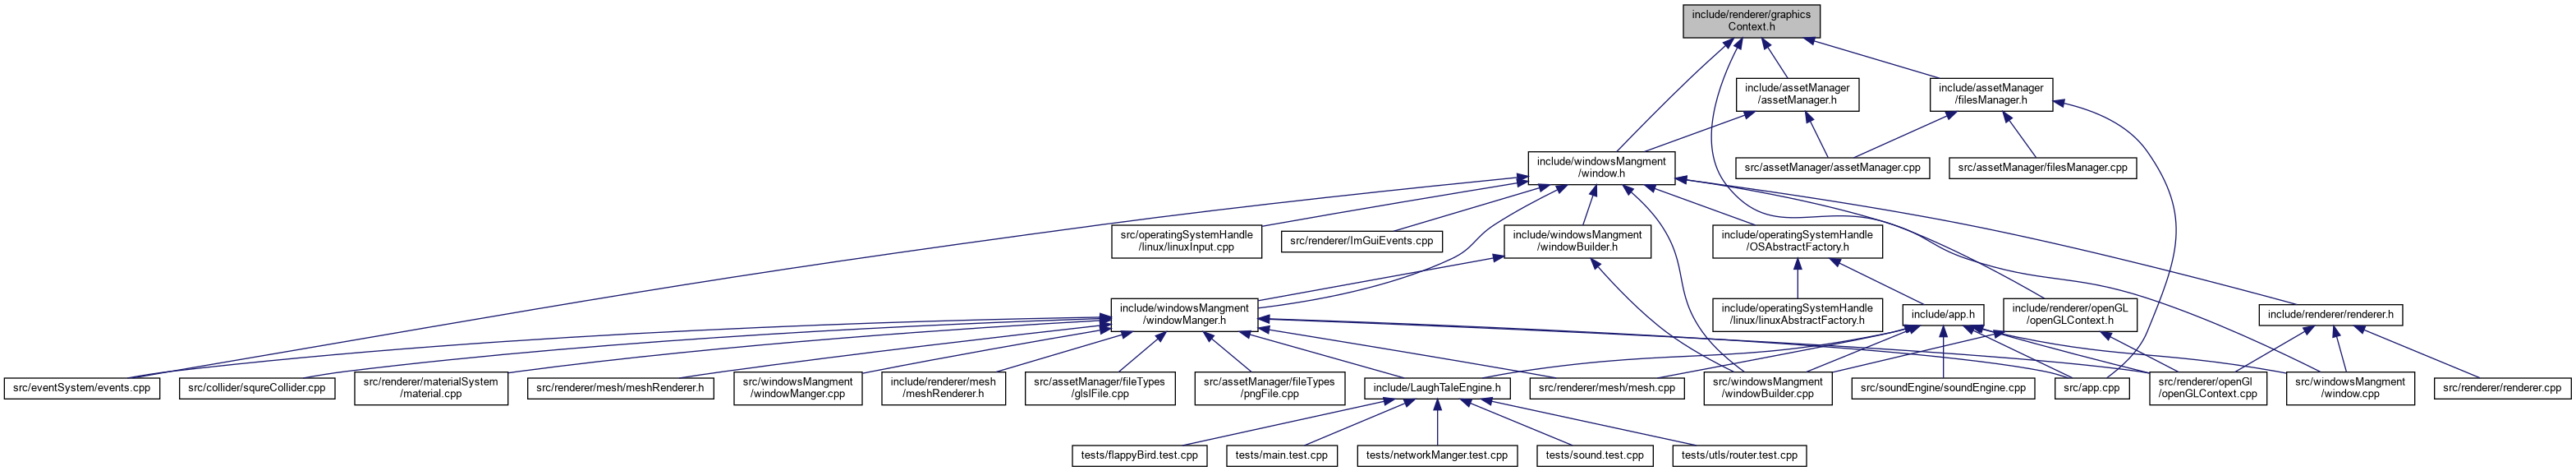 include/renderer/graphics
Context.h
include/assetManager
/assetManager.h
include/assetManager
/filesManager.h
include/windowsMangment
/window.h
src/assetManager/assetManager.cpp
src/assetManager/filesManager.cpp
src/operatingSystemHandle
/linux/linuxInput.cpp
src/renderer/ImGuiEvents.cpp
include/windowsMangment
/windowBuilder.h
include/operatingSystemHandle
/OSAbstractFactory.h
include/windowsMangment
/windowManger.h
include/operatingSystemHandle
/linux/linuxAbstractFactory.h
include/app.h
include/renderer/openGL
/openGLContext.h
include/renderer/renderer.h
src/eventSystem/events.cpp
src/collider/squreCollider.cpp
src/renderer/materialSystem
/material.cpp
src/renderer/mesh/meshRenderer.h
src/windowsMangment
/windowManger.cpp
include/renderer/mesh
/meshRenderer.h
src/assetManager/fileTypes
/glslFile.cpp
src/assetManager/fileTypes
/pngFile.cpp
include/LaughTaleEngine.h
src/renderer/mesh/mesh.cpp
src/windowsMangment
/windowBuilder.cpp
src/soundEngine/soundEngine.cpp
src/app.cpp
src/renderer/openGl
/openGLContext.cpp
src/windowsMangment
/window.cpp
src/renderer/renderer.cpp
tests/flappyBird.test.cpp
tests/main.test.cpp
tests/networkManger.test.cpp
tests/sound.test.cpp
tests/utls/router.test.cpp